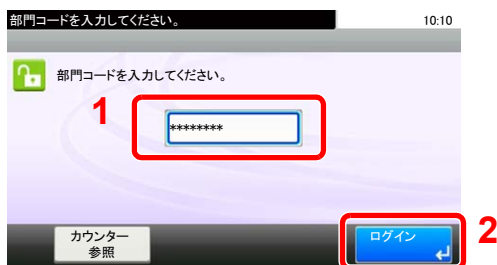 部門コードを入力してください。 10:10
部門コードを入力してください。
1
********
カウンター
参照
ログイン
2